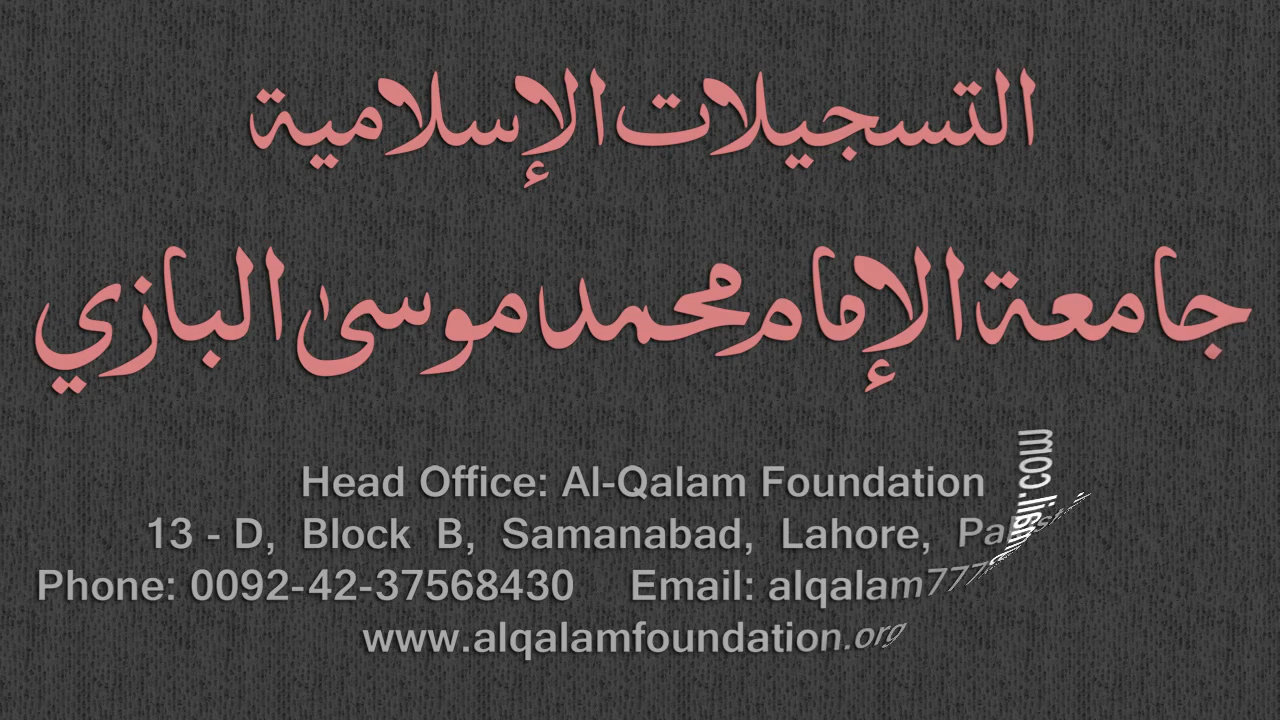 التسجيلات الإسلامية
جامعة الإمام محمد موسىٰ البازي
Head Office: Al-Qalam Foundation
13 - D, Block B, Samanabad, Lahore,
Phone: 0092-42-37568430 Email: alqalam777
www.alqalamfoundation.org